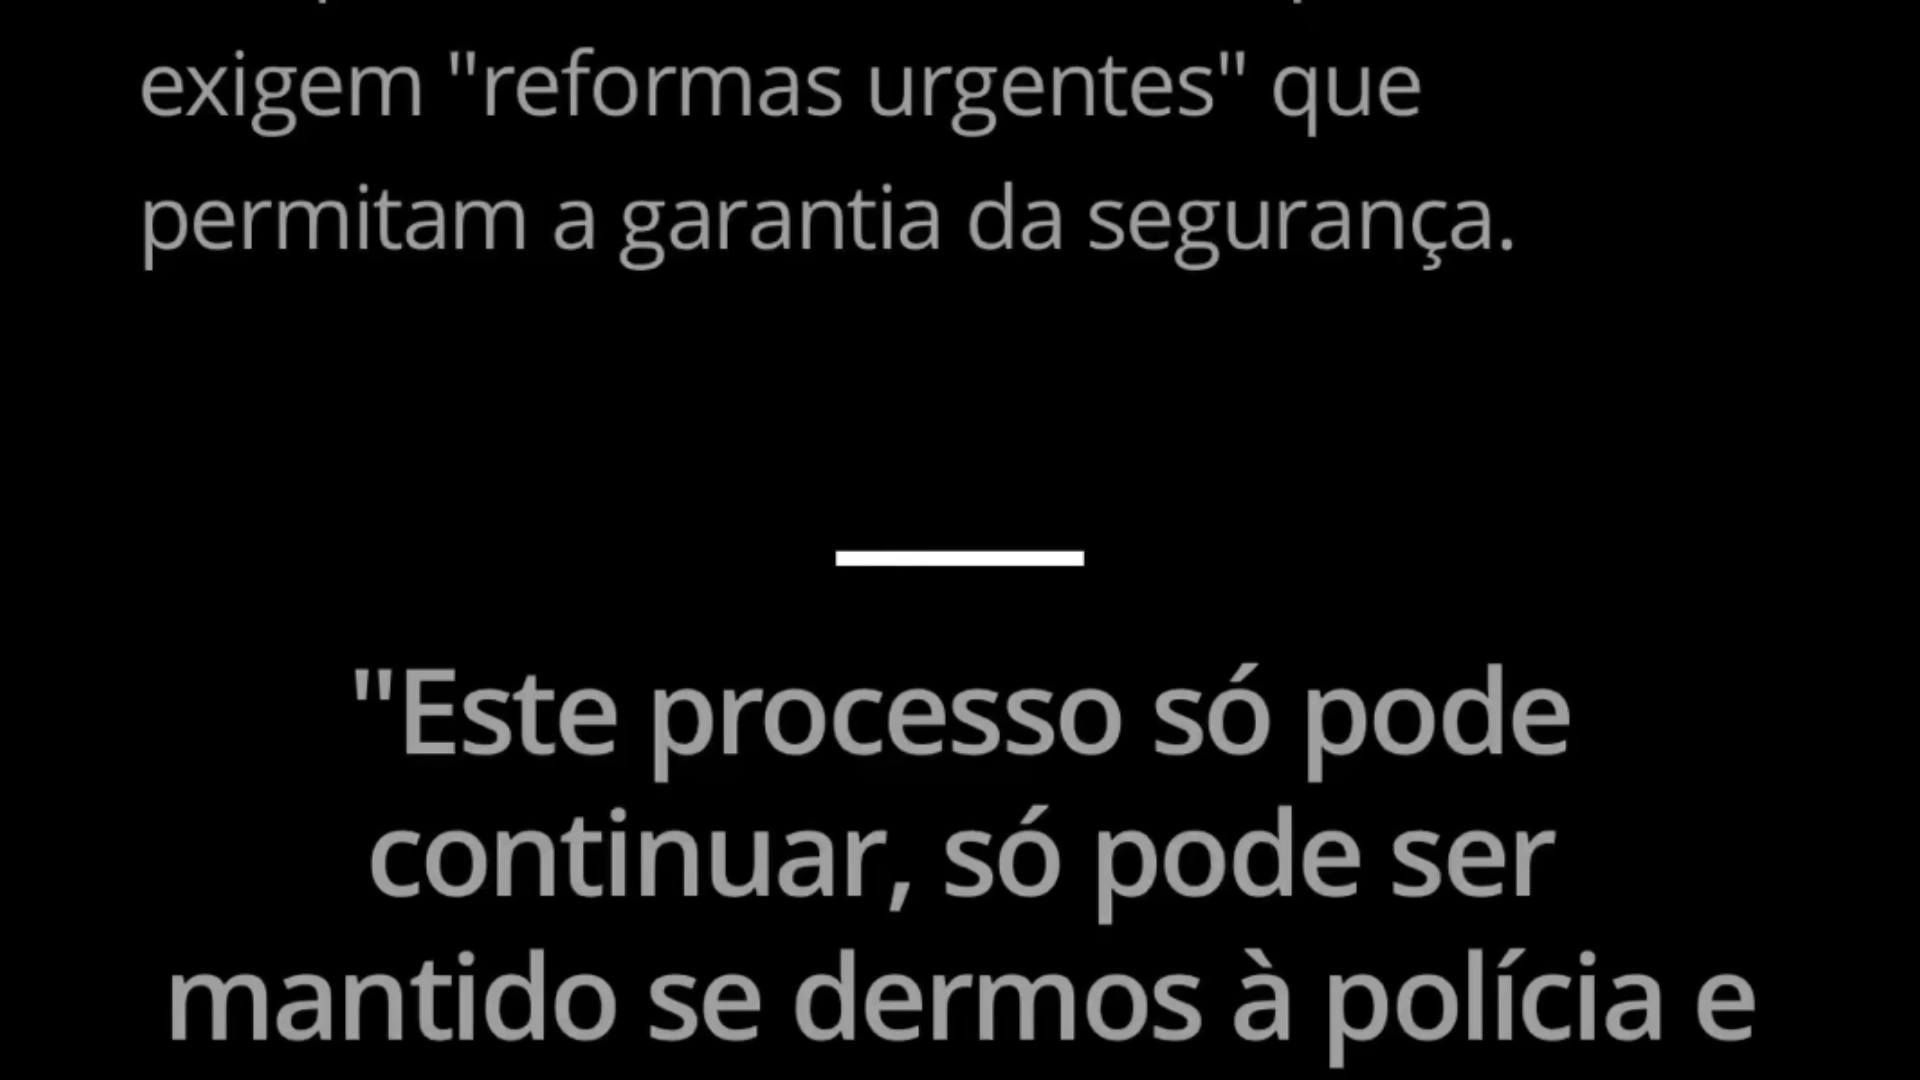 exigem "reformas urgentes" que
permitam a garantia da segurança.
"Este processo só pode
continuar, só pode ser
mantido se dermos à polícia e